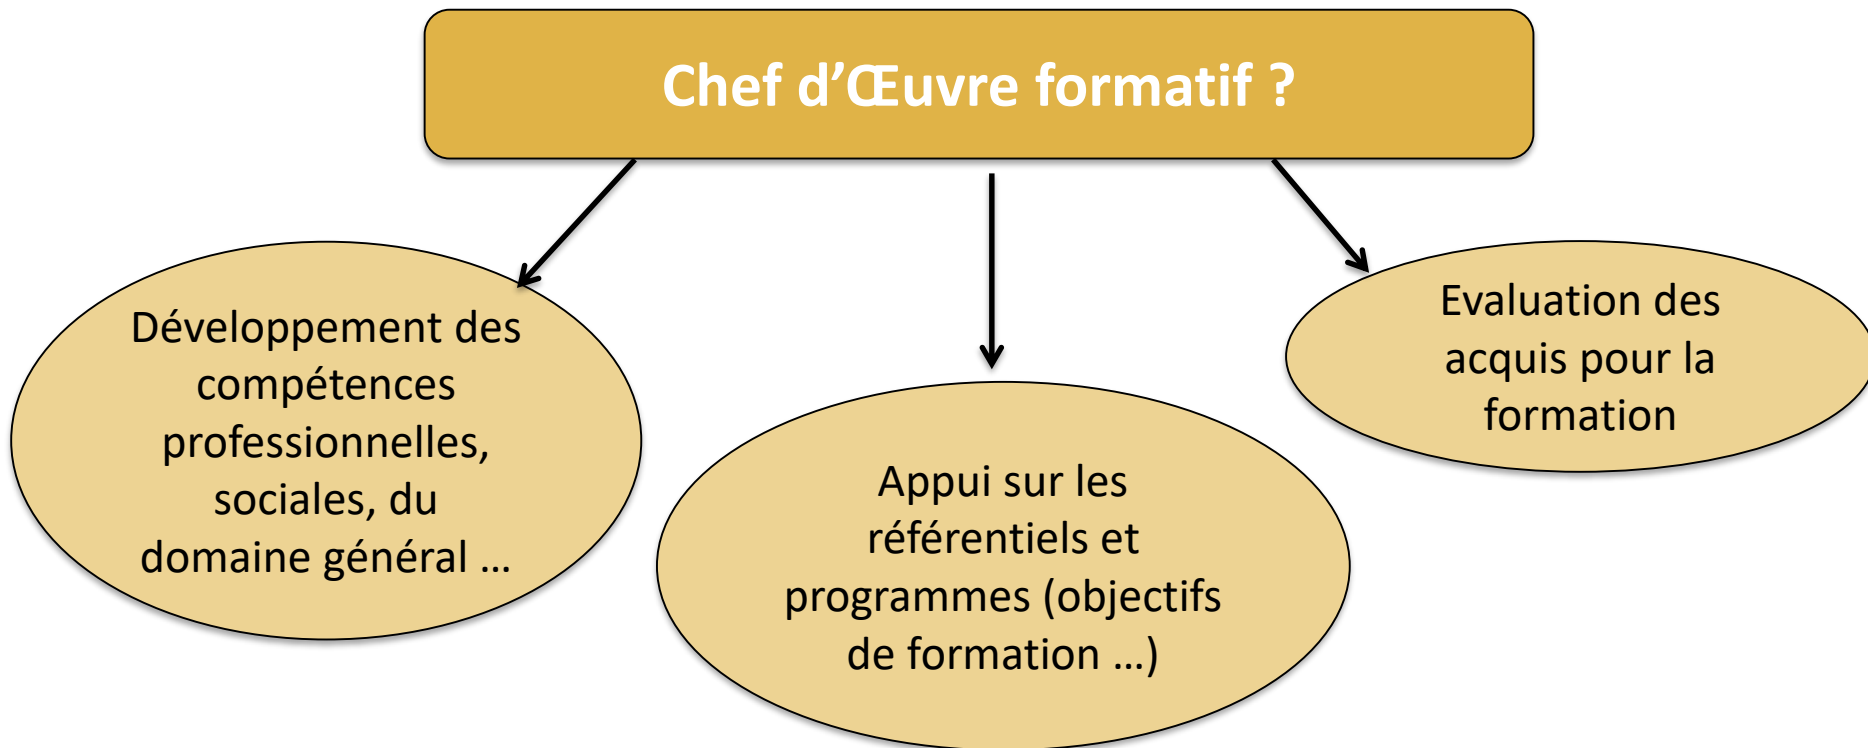 Chef d’Œuvre formatif ?
Développement des
compétences
professionnelles,
sociales, du
domaine général ...
Appui sur les
référentiels et
programmes (objectifs
de formation ...)
Evaluation des
acquis pour la
formation